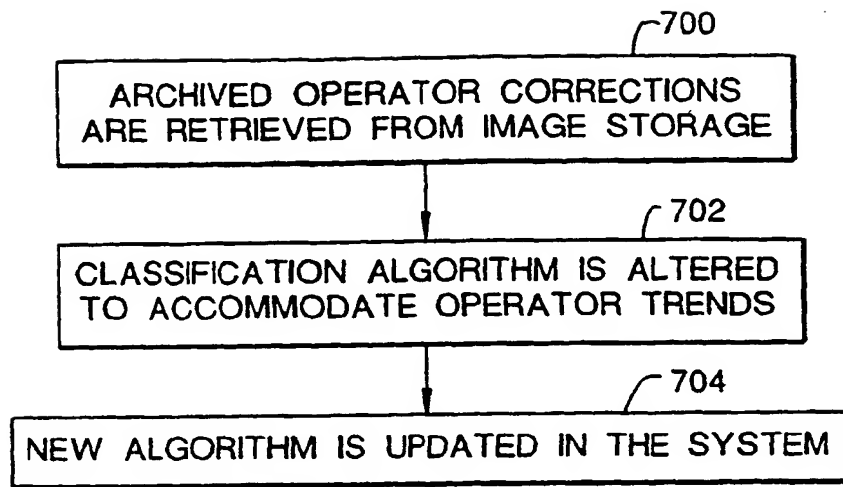 700
ARCHIVED OPERATOR CORRECTIONS
ARE RETRIEVED FROM IMAGE STORAGE
702
CLASSIFICATION ALGORITHM IS ALTERED
TO ACCOMMODATE OPERATOR TRENDS
704
NEW ALGORITHM IS UPDATED IN THE SYSTEM